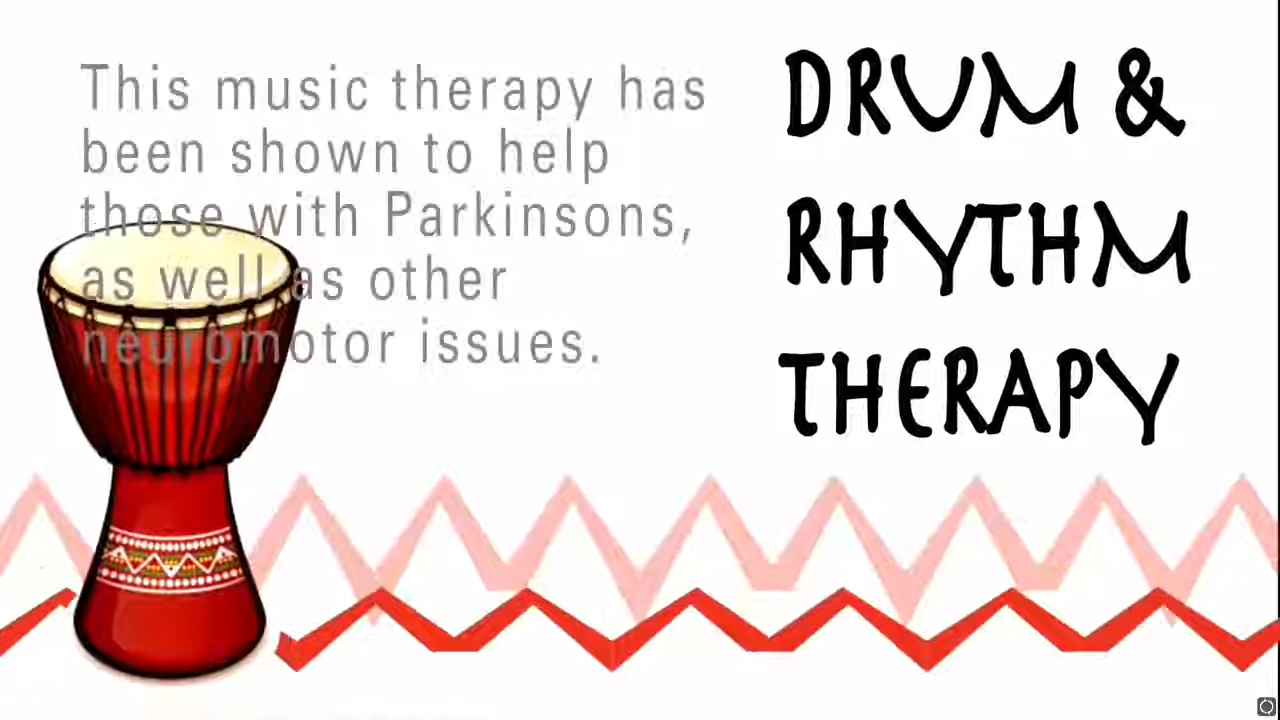 This music therapy has
been shown to help
those with Parkinsons,
as well as other
neuromotor issues.
DRUM &
RHYTHM
THERAPY